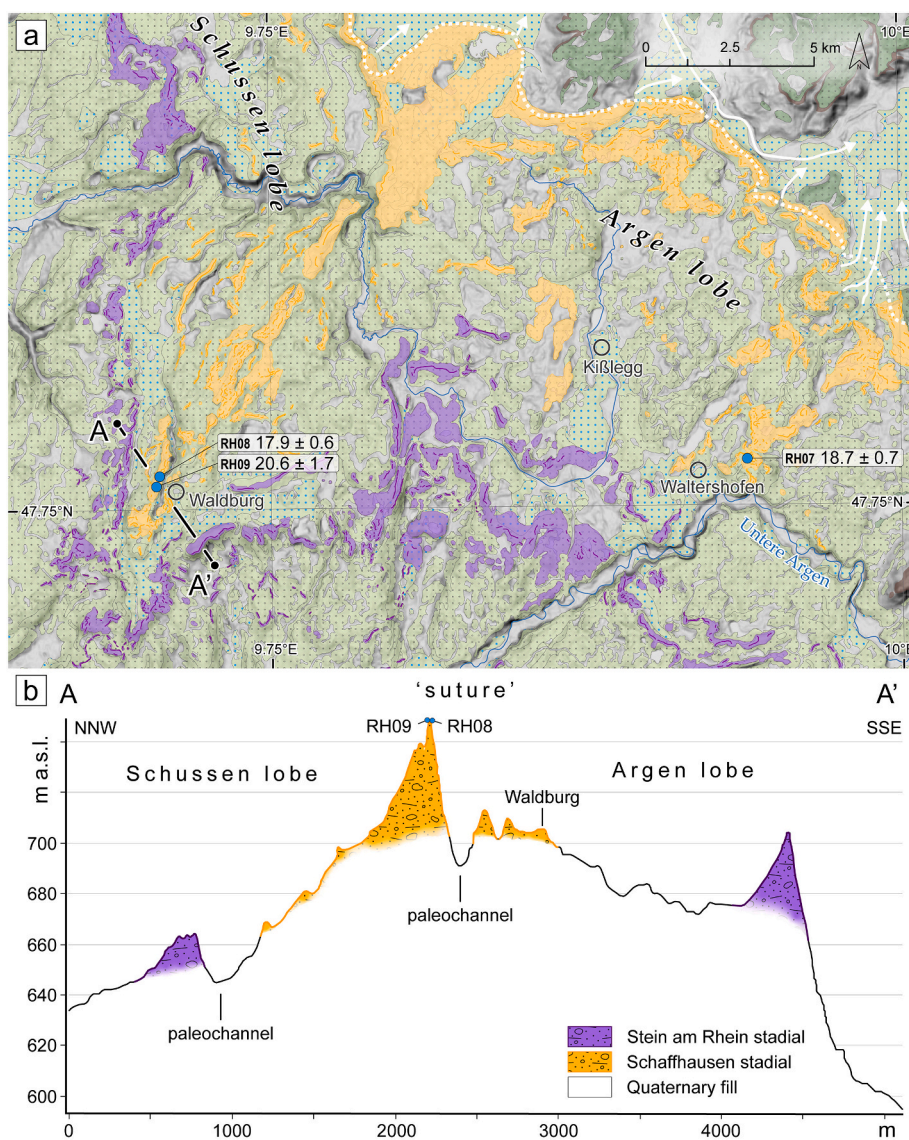 a
9.75°E
10°E
0 2.5 5 km
N
Schussen lobe
Argen lobe
Kißlegg
A
RH08 17.9 ± 0.6
RH09 20.6 ± 1.7
RH07 18.7 ± 0.7
Waldburg
Waltershofen
47.75°N
47.75°N
A'
Untere Argen
9.75°E
10°E
b
A
'suture'
A'
NNW
RH09
RH08
SSE
m a.s.l.
Schussen lobe
Argen lobe
Waldburg
700
680
paleochannel
660
640
paleochannel
620
600
Stein am Rhein stadial
Schaffhausen stadial
Quaternary fill
0 1000 2000 3000 4000 m